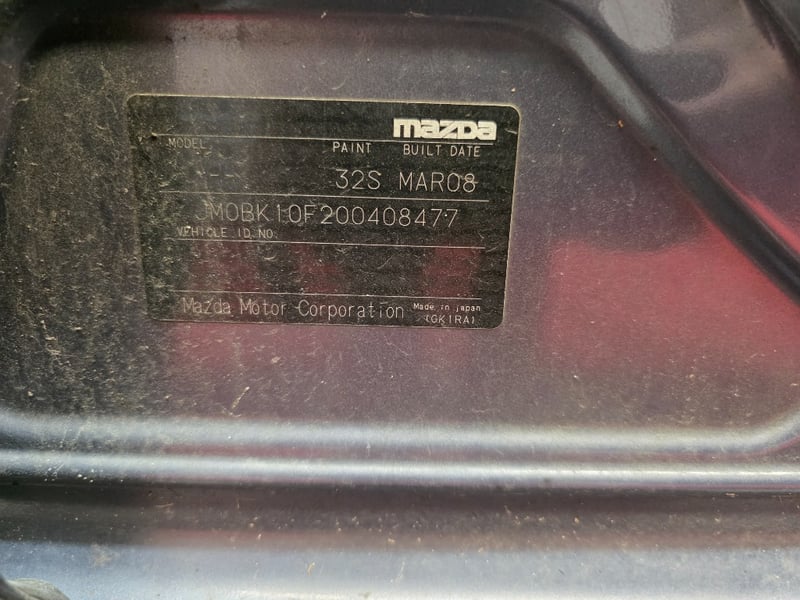 mazda
MODEL PAINT BUILT DATE
32S MAR08
JM0BK10F200408477
VEHICLE ID NO.
Mazda Motor Corporation Made in japan
(GK1RA)